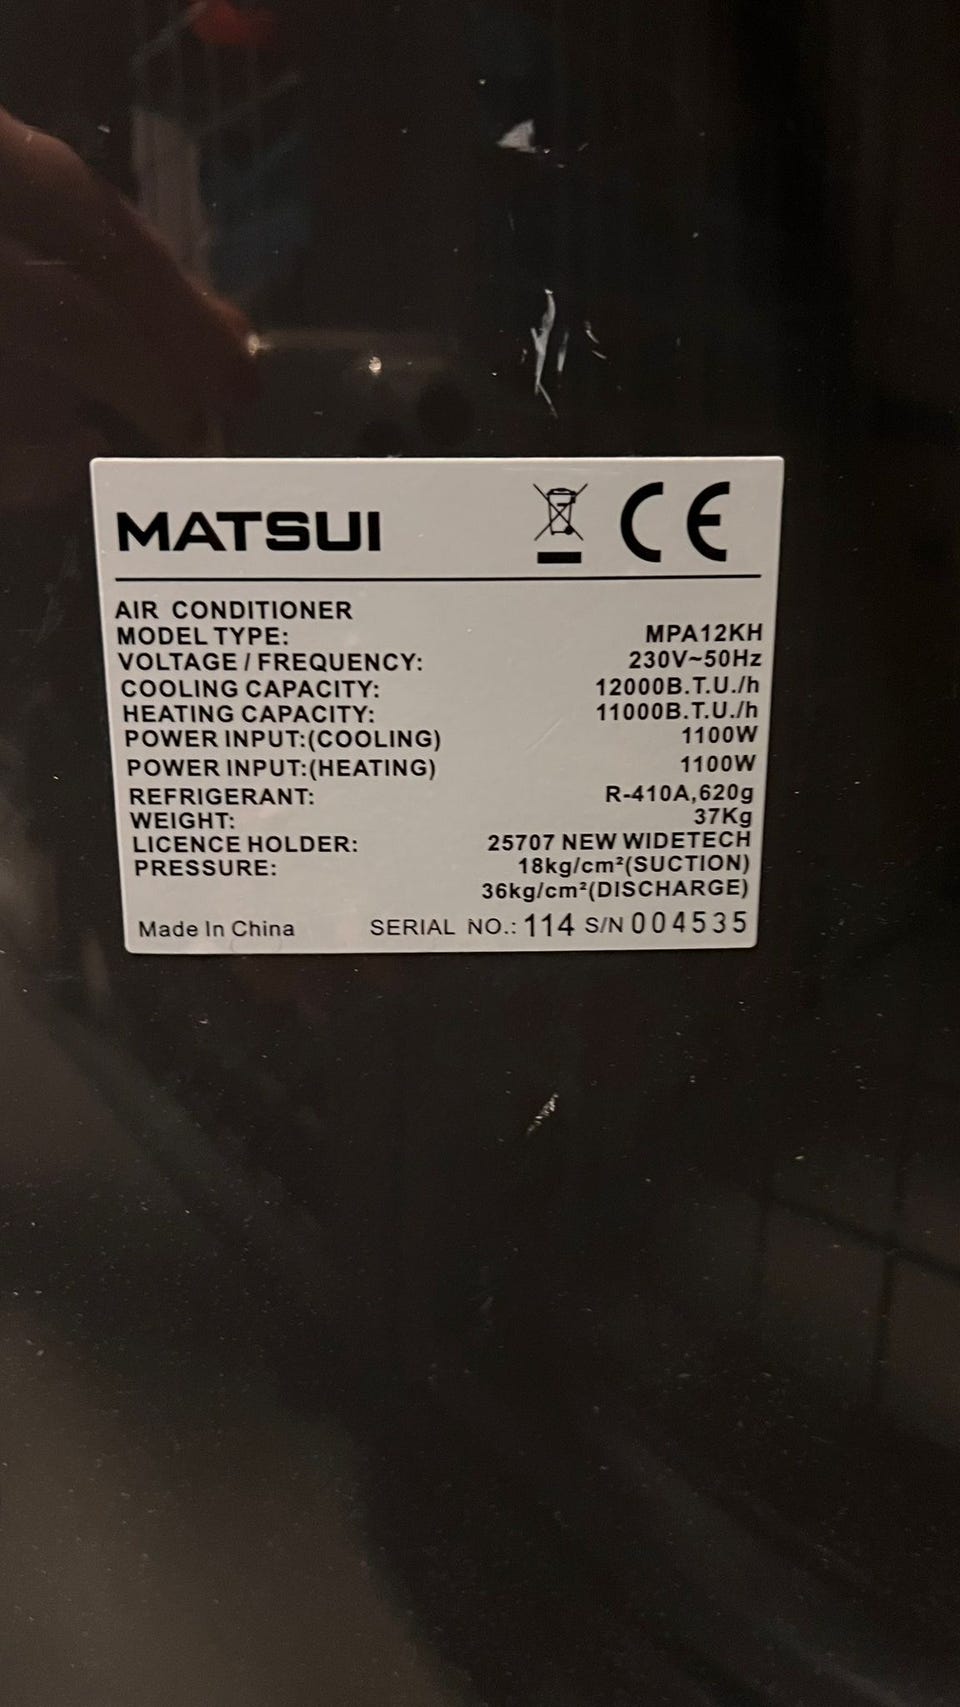 MATSUI CE
AIR CONDITIONER
MODEL TYPE: MPA12KH
VOLTAGE / FREQUENCY: 230V~50Hz
COOLING CAPACITY: 12000B.T.U./h
HEATING CAPACITY: 11000B.T.U./h
POWER INPUT:(COOLING) 1100W
POWER INPUT:(HEATING) 1100W
REFRIGERANT: R-410A,620g
WEIGHT: 37Kg
LICENCE HOLDER: 25707 NEW WIDETECH
PRESSURE: 18kg/cm²(SUCTION)
36kg/cm²(DISCHARGE)
Made In China SERIAL NO.: 114 S/N 004535